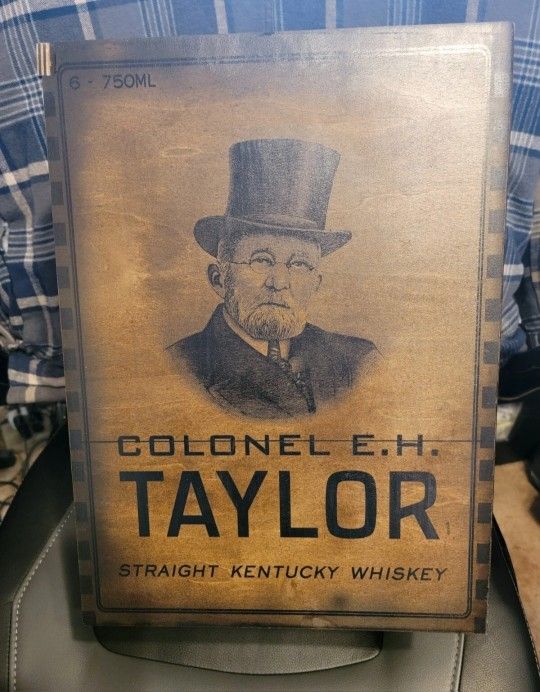 6 - 750ML
COLONEL E.H.
TAYLOR
STRAIGHT KENTUCKY WHISKEY